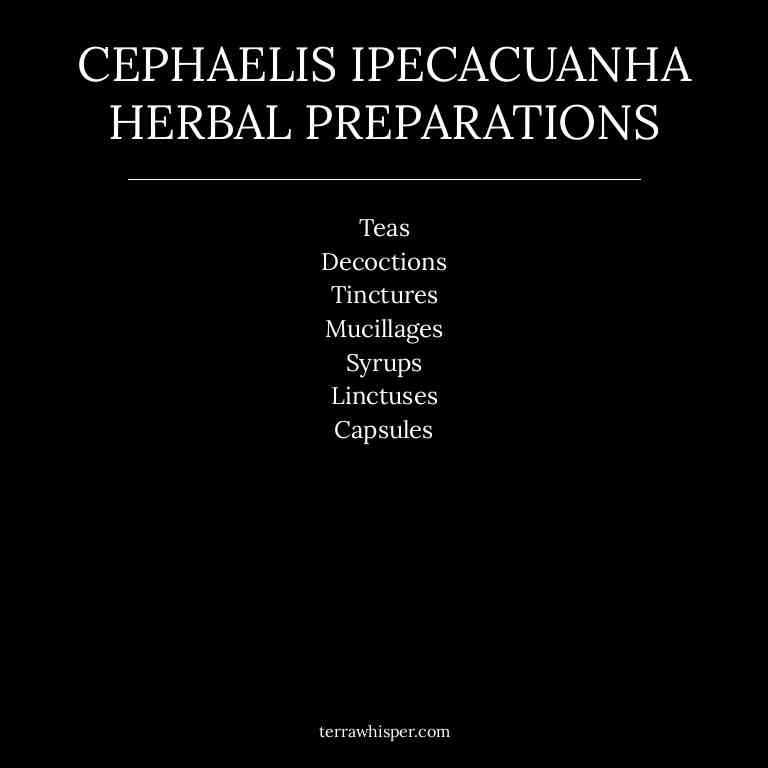 CEPHAELIS IPECACUANHA
HERBAL PREPARATIONS
Teas
Decoctions
Tinctures
Mucillages
Syrups
Linctuses
Capsules
terrawhisper.com